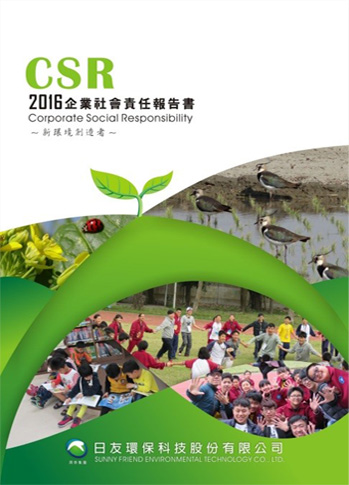 CSR
2016企業社會責任報告書
Corporate Social Responsibility
～新環境創造者～
日友環保科技股份有限公司
SUNNY FRIEND ENVIRONMENTAL TECHNOLOGY CO., LTD.